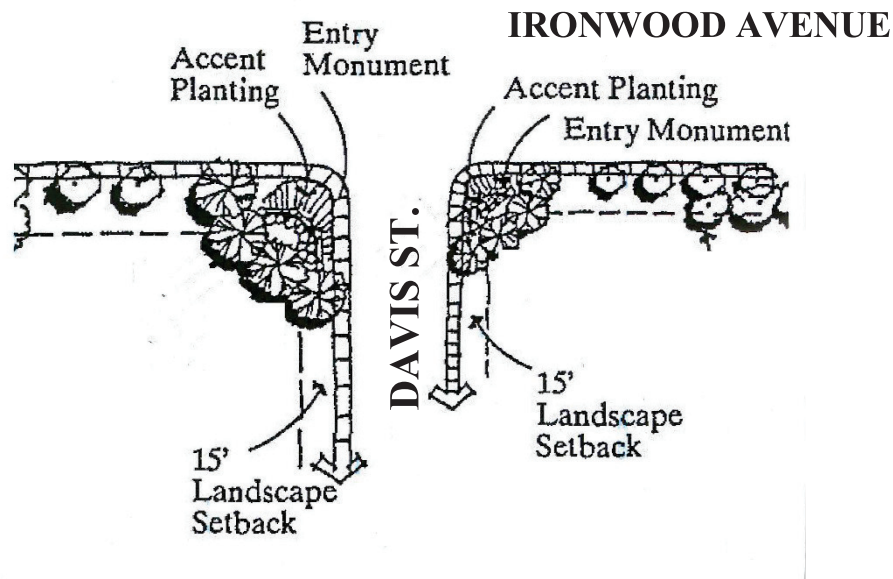 IRONWOOD AVENUE
Entry
Monument
Accent
Planting
Accent Planting
Entry Monument
DAVIS ST.
15'
Landscape
Setback
15'
Landscape
Setback